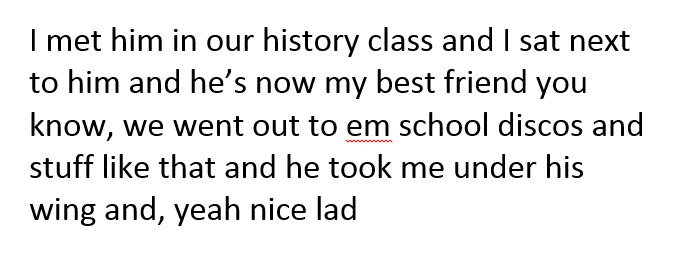 I met him in our history class and I sat next
to him and he’s now my best friend you
know, we went out to em school discos and
stuff like that and he took me under his
wing and, yeah nice lad